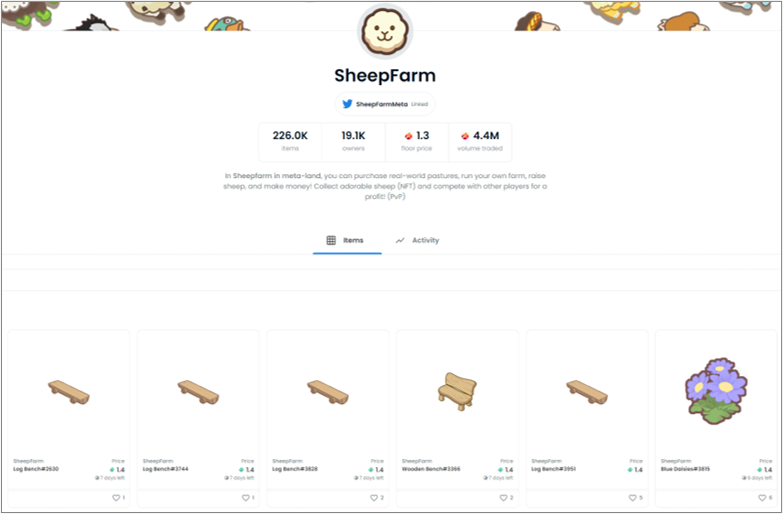 SheepFarm
SheepFarmMeta Linked
226.0K 19.1K 1.3 4.4M
items owners floor price volume traded
In Sheepfarm in meta-land, you can purchase real-world pastures, run your own farm, raise
sheep, and make money! Collect adorable sheep (NFT) and compete with other players for a
profit! (PvP)
Items Activity
SheepFarm Price SheepFarm Price SheepFarm Price SheepFarm Price SheepFarm Price SheepFarm Price
Log Bench#2630 1.4 Log Bench#3744 1.4 Log Bench#3828 1.4 Wooden Bench#3366 1.4 Log Bench#3951 1.4 Blue Daisies#3815 1.4
7 days left 7 days left 7 days left 7 days left 7 days left 6 days left
1 1 2 2 5 6